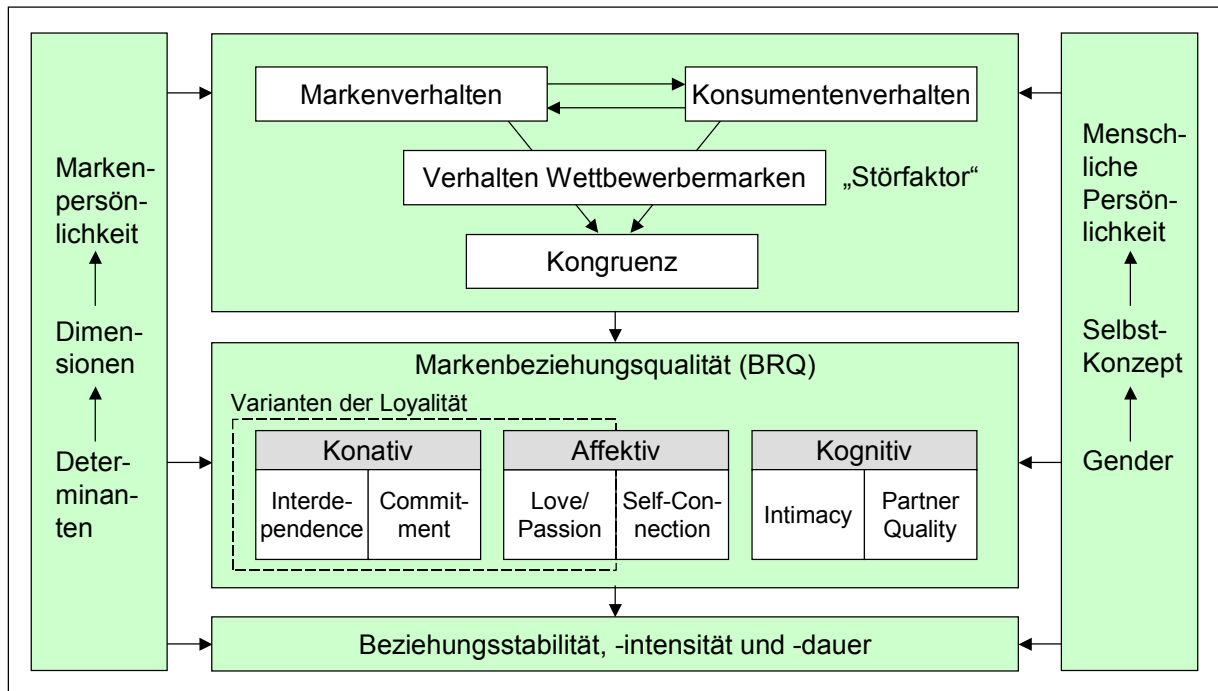 Marken-
persön-
lichkeit
Dimen-
sionen
Deter-
minan-
ten
Markenverhalten
Konsumentenverhalten
Verhalten Wettbewerbermarken
„Störfaktor“
Kongruenz
Markenbeziehungsqualität (BRQ)
Varianten der Loyalität
Konativ
Affektiv
Kognitiv
Interde-
pendence
Commit-
ment
Love/
Passion
Self-Con-
nection
Intimacy
Partner
Quality
Beziehungsstabilität, -intensität und -dauer
Mensch-
liche
Persön-
lichkeit
Selbst-
Konzept
Gender